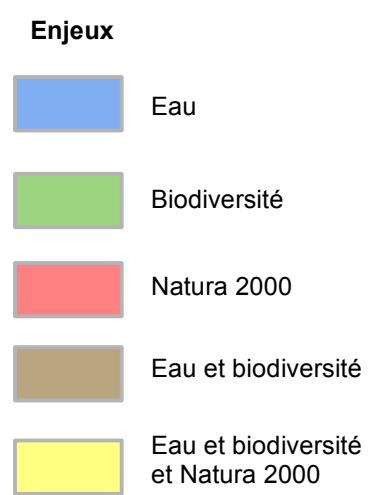 Enjeux
Eau
Biodiversité
Natura 2000
Eau et biodiversité
Eau et biodiversité
et Natura 2000